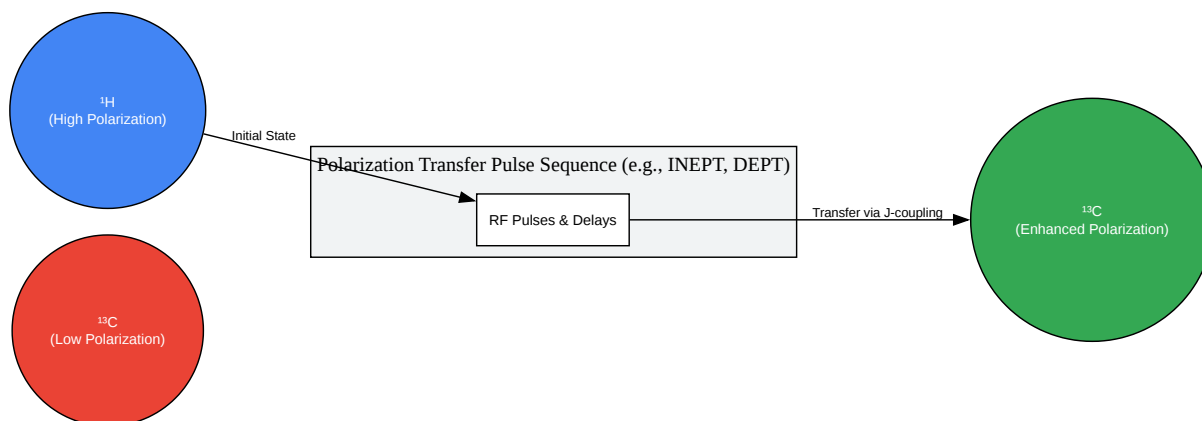 ¹H
(High Polarization)
Initial State
Polarization Transfer Pulse Sequence (e.g., INEPT, DEPT)
RF Pulses & Delays
Transfer via J-coupling
¹³C
(Enhanced Polarization)
¹³C
(Low Polarization)